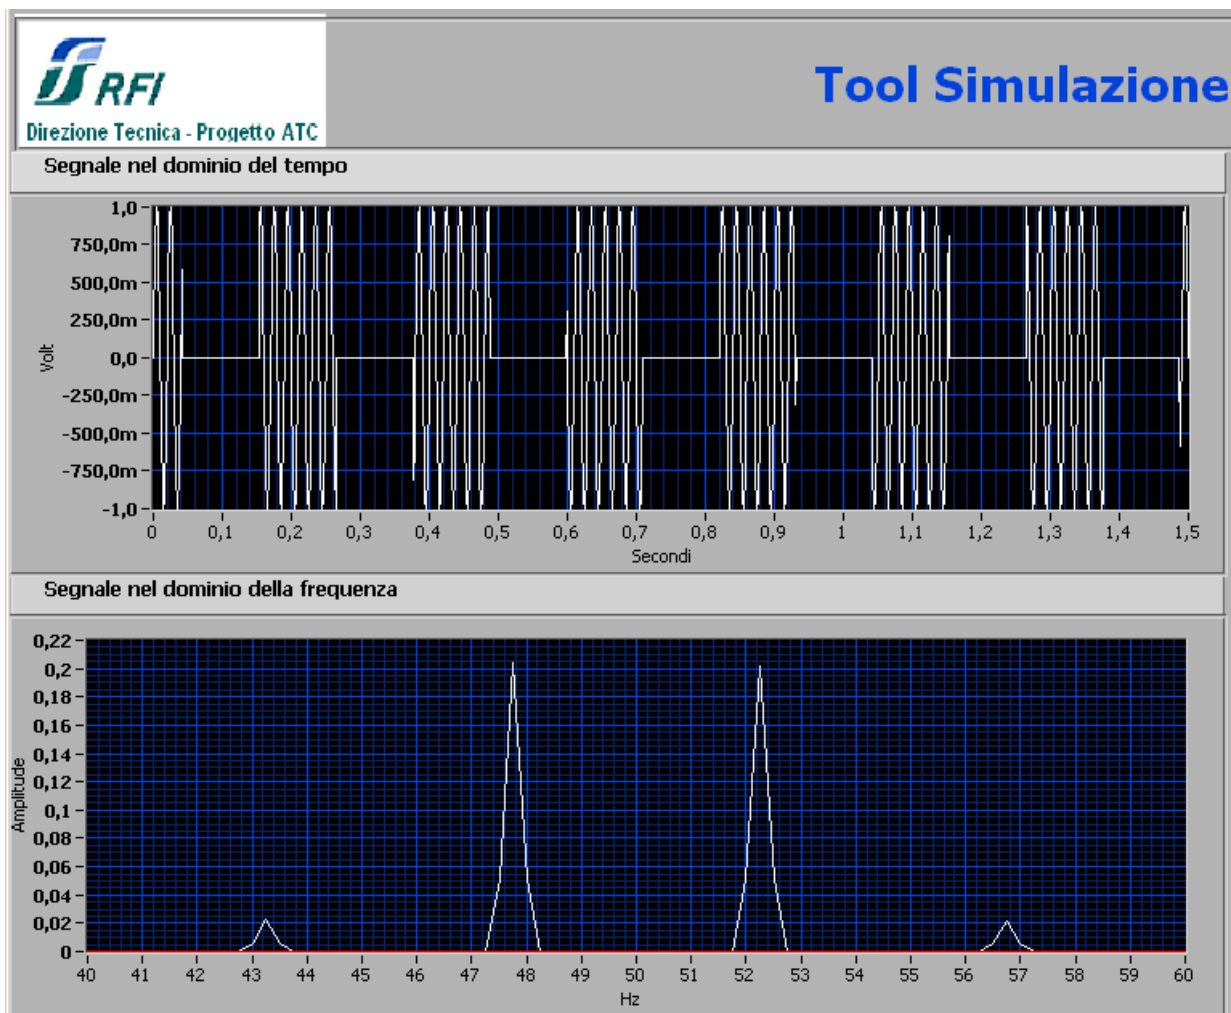 RFI
Direzione Tecnica - Progetto ATC
Tool Simulazione
Segnale nel dominio del tempo
1,0
750,0m
500,0m
250,0m
0,0
-250,0m
-500,0m
-750,0m
-1,0
Volt
0 0,1 0,2 0,3 0,4 0,5 0,6 0,7 0,8 0,9 1 1,1 1,2 1,3 1,4 1,5
Secondi
Segnale nel dominio della frequenza
0,22
0,2
0,18
0,16
0,14
0,12
0,1
0,08
0,06
0,04
0,02
0
Amplitude
40 41 42 43 44 45 46 47 48 49 50 51 52 53 54 55 56 57 58 59 60
Hz